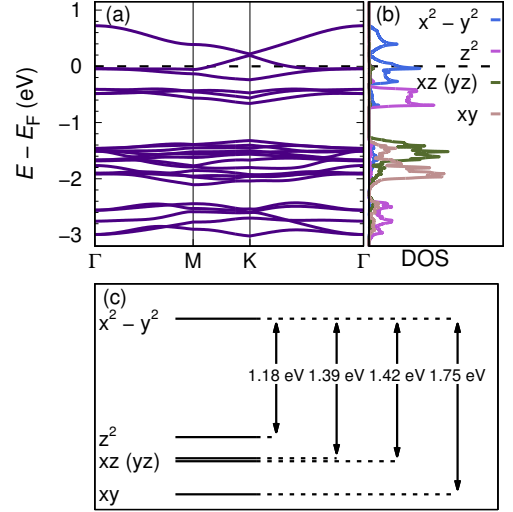 (a)
(b)
1
0
−1
−2
−3
E − E_F (eV)
Γ
M
K
Γ
x² − y²
z²
xz (yz)
xy
DOS
(c)
x² − y²
1.18 eV
1.39 eV
1.42 eV
1.75 eV
z²
xz (yz)
xy